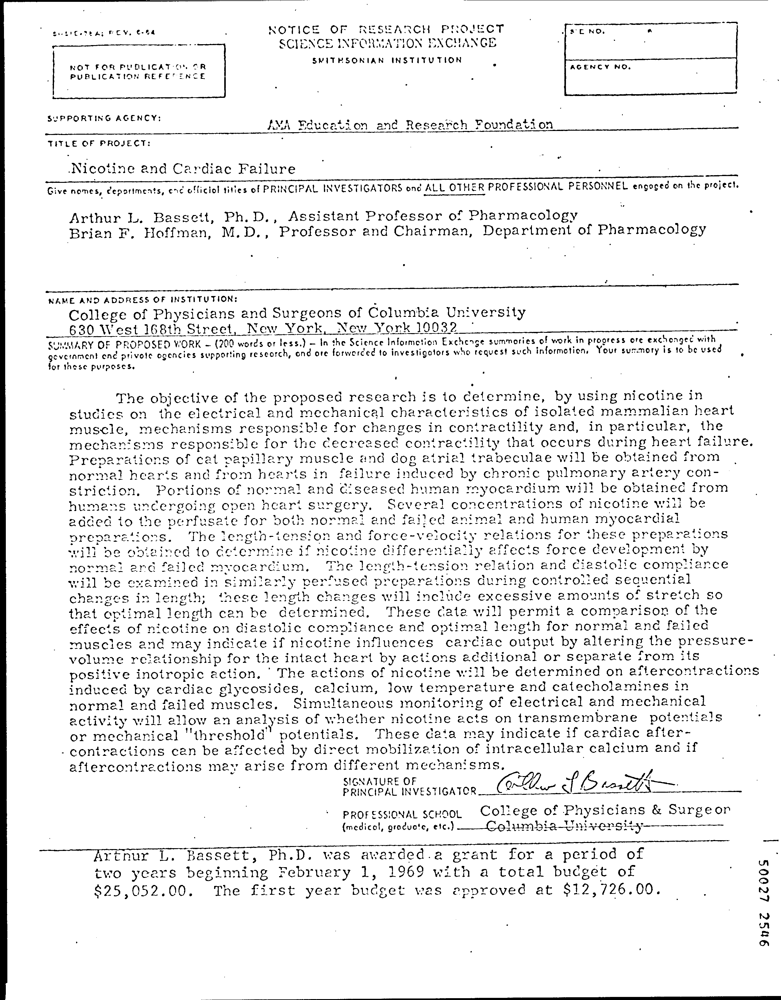 NOTICE OF RESEARCH PROJECT
SCIENCE INFORMATION EXCHANGE
SMITHSONIAN INSTITUTION
NOT FOR PUBLICATION OR
PUBLICATION REFERENCE
SIE NO.
AGENCY NO.
SUPPORTING AGENCY:
AMA Education and Research Foundation
TITLE OF PROJECT:
Nicotine and Cardiac Failure
Give names, departments, and official titles of PRINCIPAL INVESTIGATORS and ALL OTHER PROFESSIONAL PERSONNEL engaged on the project.
Arthur L. Bassett, Ph. D., Assistant Professor of Pharmacology
Brian F. Hoffman, M. D., Professor and Chairman, Department of Pharmacology
NAME AND ADDRESS OF INSTITUTION:
College of Physicians and Surgeons of Columbia University
630 West 168th Street, New York, New York 10032
SUMMARY OF PROPOSED WORK - (200 words or less.) - In the Science Information Exchange summaries of work in progress are exchanged with
government and private agencies supporting research, and are forwarded to investigators who request such information. Your summary is to be used
for these purposes.
The objective of the proposed research is to determine, by using nicotine in
studies on the electrical and mechanical characteristics of isolated mammalian heart
muscle, mechanisms responsible for changes in contractility and, in particular, the
mechanisms responsible for the decreased contractility that occurs during heart failure.
Preparations of cat papillary muscle and dog atrial trabeculae will be obtained from
normal hearts and from hearts in failure induced by chronic pulmonary artery con-
striction. Portions of normal and diseased human myocardium will be obtained from
humans undergoing open heart surgery. Several concentrations of nicotine will be
added to the perfusate for both normal and failed animal and human myocardial
preparations. The length-tension and force-velocity relations for these preparations
will be obtained to determine if nicotine differentially affects force development by
normal and failed myocardium. The length-tension relation and diastolic compliance
will be examined in similarly perfused preparations during controlled sequential
changes in length; these length changes will include excessive amounts of stretch so
that optimal length can be determined. These data will permit a comparison of the
effects of nicotine on diastolic compliance and optimal length for normal and failed
muscles and may indicate if nicotine influences cardiac output by altering the pressure-
volume relationship for the intact heart by actions additional or separate from its
positive inotropic action. The actions of nicotine will be determined on aftercontractions
induced by cardiac glycosides, calcium, low temperature and catecholamines in
normal and failed muscles. Simultaneous monitoring of electrical and mechanical
activity will allow an analysis of whether nicotine acts on transmembrane potentials
or mechanical "threshold" potentials. These data may indicate if cardiac after-
contractions can be affected by direct mobilization of intracellular calcium and if
aftercontractions may arise from different mechanisms.
SIGNATURE OF
PRINCIPAL INVESTIGATOR Arthur L Bassett
PROFESSIONAL SCHOOL College of Physicians & Surgeon
(medical, graduate, etc.) Columbia University
Arthur L. Bassett, Ph.D. was awarded a grant for a period of
two years beginning February 1, 1969 with a total budget of
$25,052.00. The first year budget was approved at $12,726.00.
50027 2546